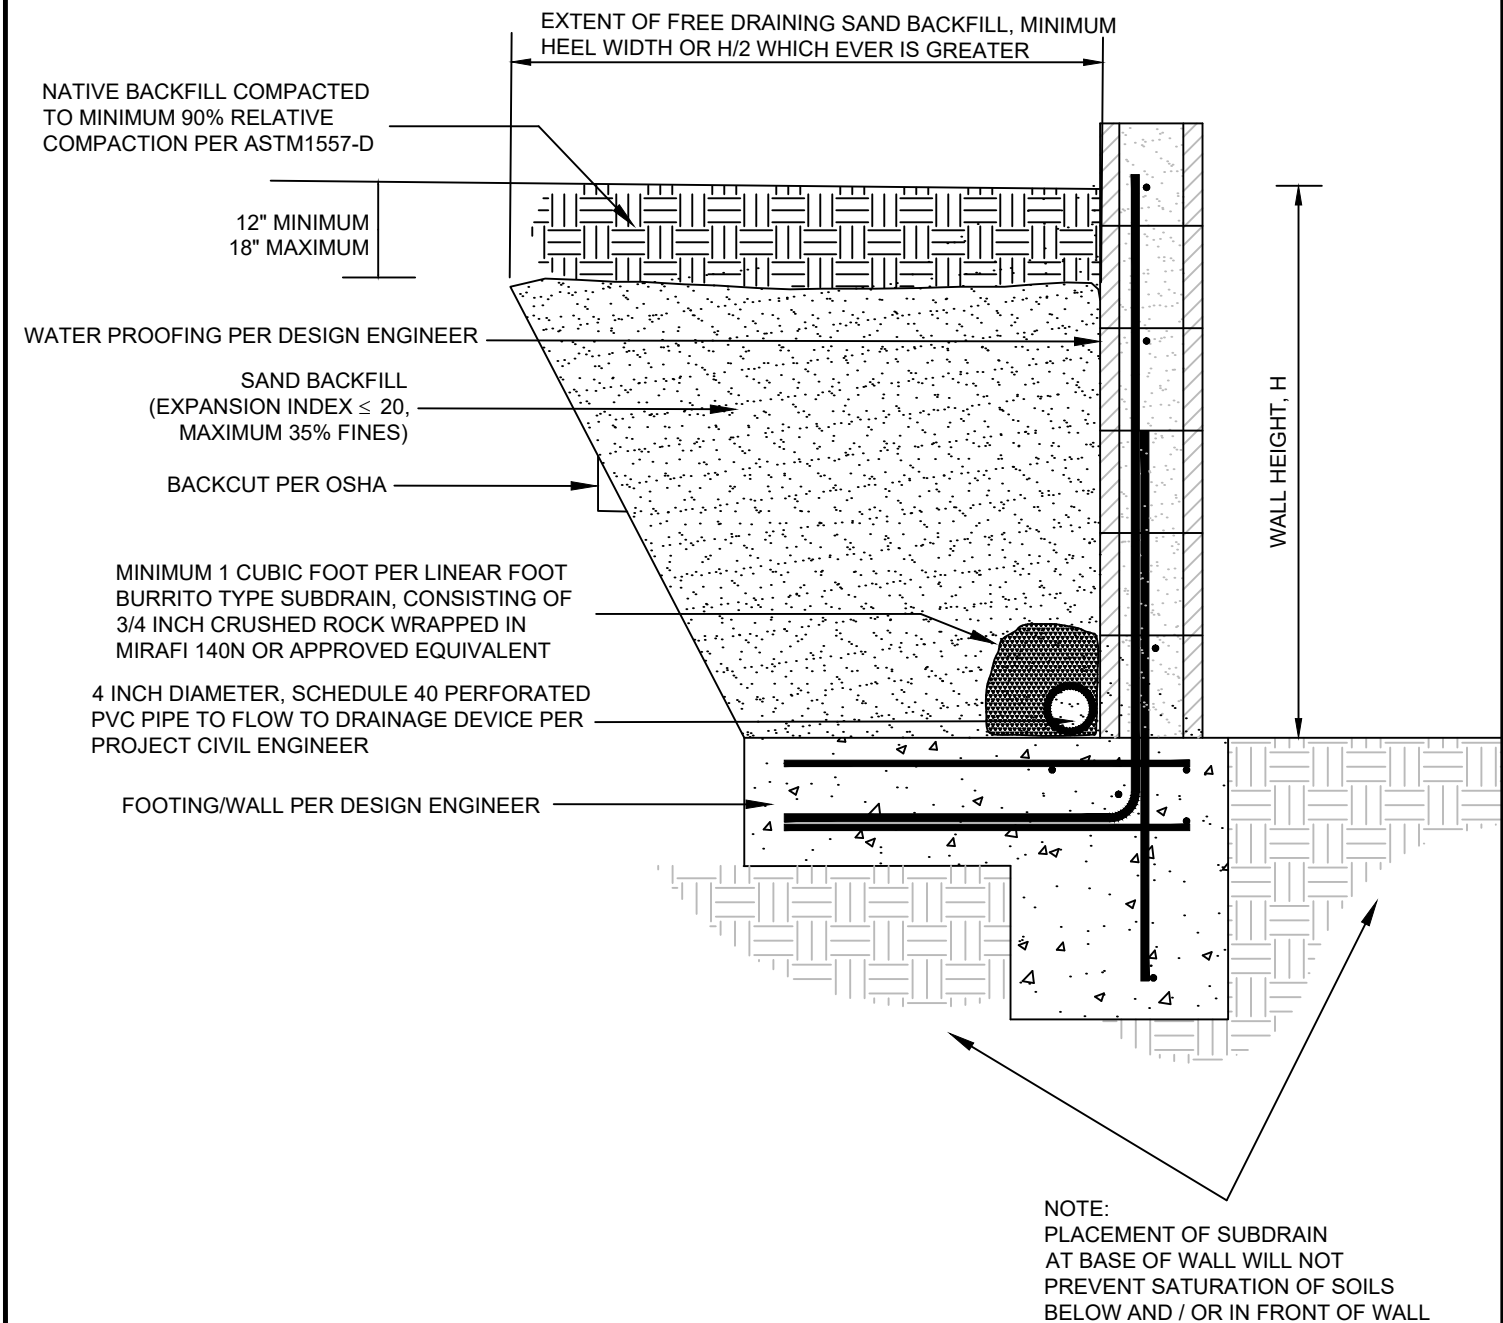 EXTENT OF FREE DRAINING SAND BACKFILL, MINIMUM
HEEL WIDTH OR H/2 WHICH EVER IS GREATER
NATIVE BACKFILL COMPACTED
TO MINIMUM 90% RELATIVE
COMPACTION PER ASTM1557-D
12" MINIMUM
18" MAXIMUM
WATER PROOFING PER DESIGN ENGINEER
SAND BACKFILL
(EXPANSION INDEX ≤ 20,
MAXIMUM 35% FINES)
BACKCUT PER OSHA
WALL HEIGHT, H
MINIMUM 1 CUBIC FOOT PER LINEAR FOOT
BURRITO TYPE SUBDRAIN, CONSISTING OF
3/4 INCH CRUSHED ROCK WRAPPED IN
MIRAFI 140N OR APPROVED EQUIVALENT
4 INCH DIAMETER, SCHEDULE 40 PERFORATED
PVC PIPE TO FLOW TO DRAINAGE DEVICE PER
PROJECT CIVIL ENGINEER
FOOTING/WALL PER DESIGN ENGINEER
NOTE:
PLACEMENT OF SUBDRAIN
AT BASE OF WALL WILL NOT
PREVENT SATURATION OF SOILS
BELOW AND / OR IN FRONT OF WALL